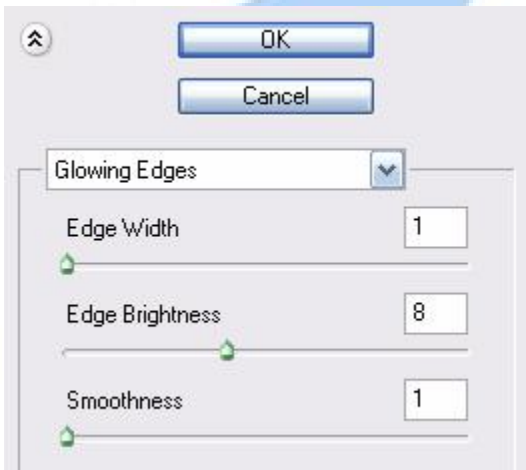 OK
Cancel
Glowing Edges
Edge Width 1
Edge Brightness 8
Smoothness 1